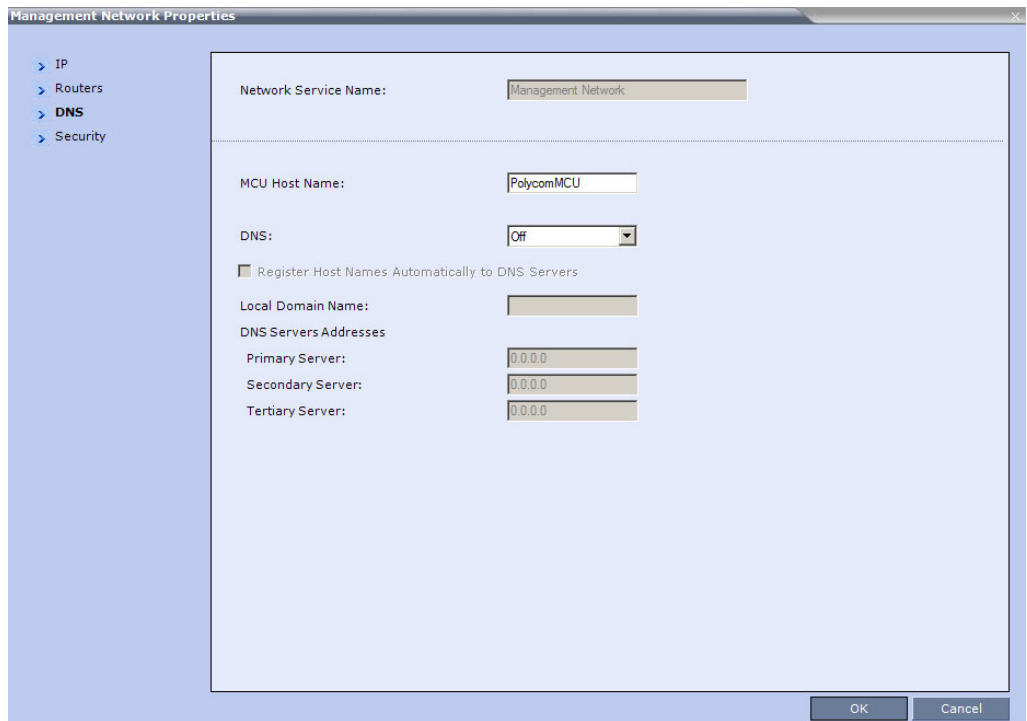 Management Network Properties
IP
Routers
DNS
Security
Network Service Name: Management Network
MCU Host Name: PolycomMCU
DNS: Off
Register Host Names Automatically to DNS Servers
Local Domain Name:
DNS Servers Addresses
Primary Server: 0.0.0.0
Secondary Server: 0.0.0.0
Tertiary Server: 0.0.0.0
OK Cancel